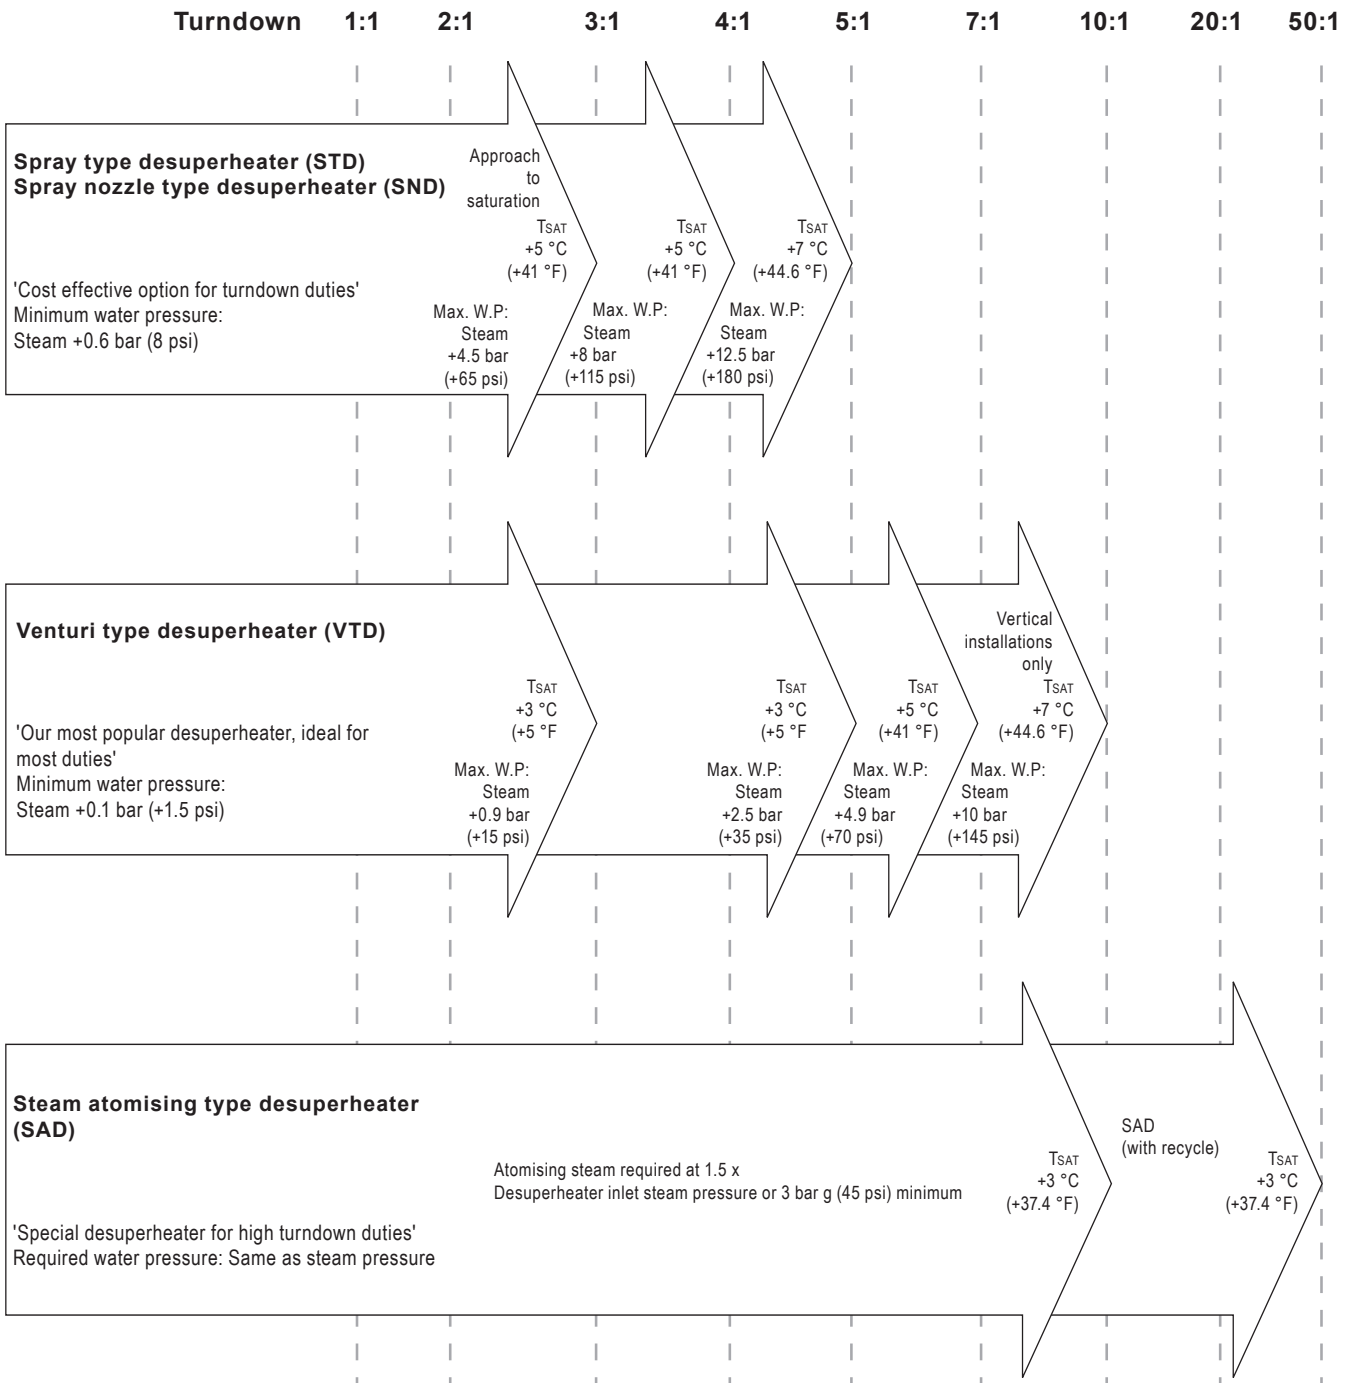 Turndown 1:1 2:1 3:1 4:1 5:1 7:1 10:1 20:1 50:1
Spray type desuperheater (STD)
Spray nozzle type desuperheater (SND)
'Cost effective option for turndown duties'
Minimum water pressure:
Steam +0.6 bar (8 psi)
Approach
to
saturation
TSAT
+5 °C
(+41 °F)
Max. W.P:
Steam
+4.5 bar
(+65 psi)
TSAT
+5 °C
(+41 °F)
Max. W.P:
Steam
+8 bar
(+115 psi)
TSAT
+7 °C
(+44.6 °F)
Max. W.P:
Steam
+12.5 bar
(+180 psi)
Venturi type desuperheater (VTD)
'Our most popular desuperheater, ideal for
most duties'
Minimum water pressure:
Steam +0.1 bar (+1.5 psi)
TSAT
+3 °C
(+5 °F
Max. W.P:
Steam
+0.9 bar
(+15 psi)
TSAT
+3 °C
(+5 °F
Max. W.P:
Steam
+2.5 bar
(+35 psi)
TSAT
+5 °C
(+41 °F)
Max. W.P:
Steam
+4.9 bar
(+70 psi)
Vertical
installations
only
TSAT
+7 °C
(+44.6 °F)
Max. W.P:
Steam
+10 bar
(+145 psi)
Steam atomising type desuperheater
(SAD)
'Special desuperheater for high turndown duties'
Required water pressure: Same as steam pressure
Atomising steam required at 1.5 x
Desuperheater inlet steam pressure or 3 bar g (45 psi) minimum
TSAT
+3 °C
(+37.4 °F)
SAD
(with recycle)
TSAT
+3 °C
(+37.4 °F)